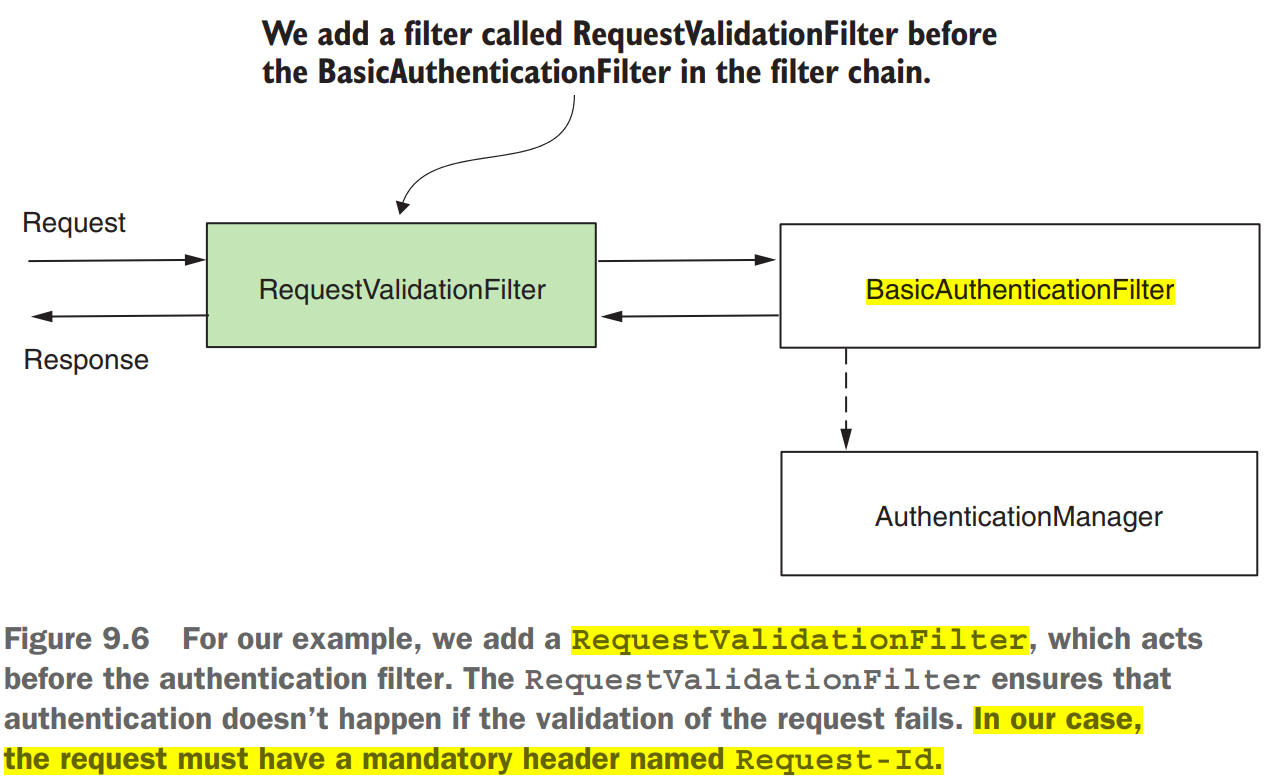 We add a filter called RequestValidationFilter before
the BasicAuthenticationFilter in the filter chain.
Request
RequestValidationFilter
BasicAuthenticationFilter
Response
AuthenticationManager
Figure 9.6 For our example, we add a RequestValidationFilter, which acts
before the authentication filter. The RequestValidationFilter ensures that
authentication doesn’t happen if the validation of the request fails. In our case,
the request must have a mandatory header named Request-Id.